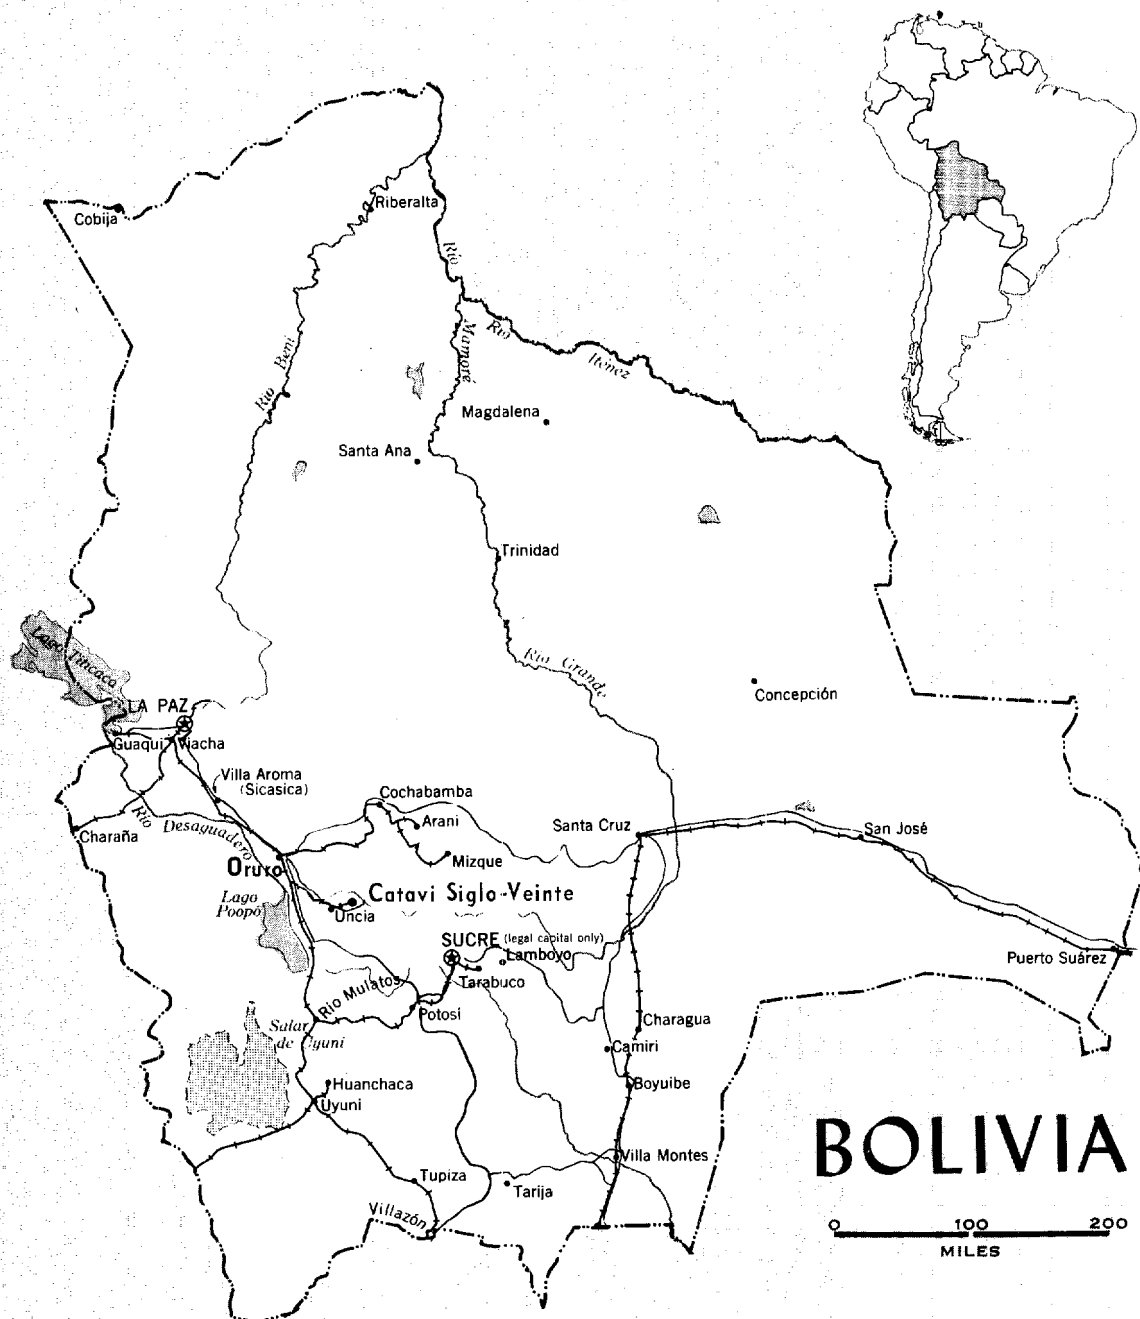 Cobija
Riberalta
Río
Mamoré
Río
Iténez
Río Beni
Magdalena
Santa Ana
Trinidad
Río Grande
Lago Titicaca
Concepción
LA PAZ
Guaqui
Viacha
Villa Aroma
(Sicasica)
Cochabamba
Arani
Mizque
Santa Cruz
San José
Charaña
Río Desaguadero
Oruro
Lago
Poopó
Catavi Siglo-Veinte
Uncia
SUCRE (legal capital only)
Lamboyo
Tarabuco
Puerto Suárez
Rio Mulatos
Potosí
Salar
de Uyuni
Charagua
Camiri
Boyuibe
Huanchaca
Uyuni
BOLIVIA
Villa Montes
Tupiza
Tarija
Villazón
0 100 200
MILES